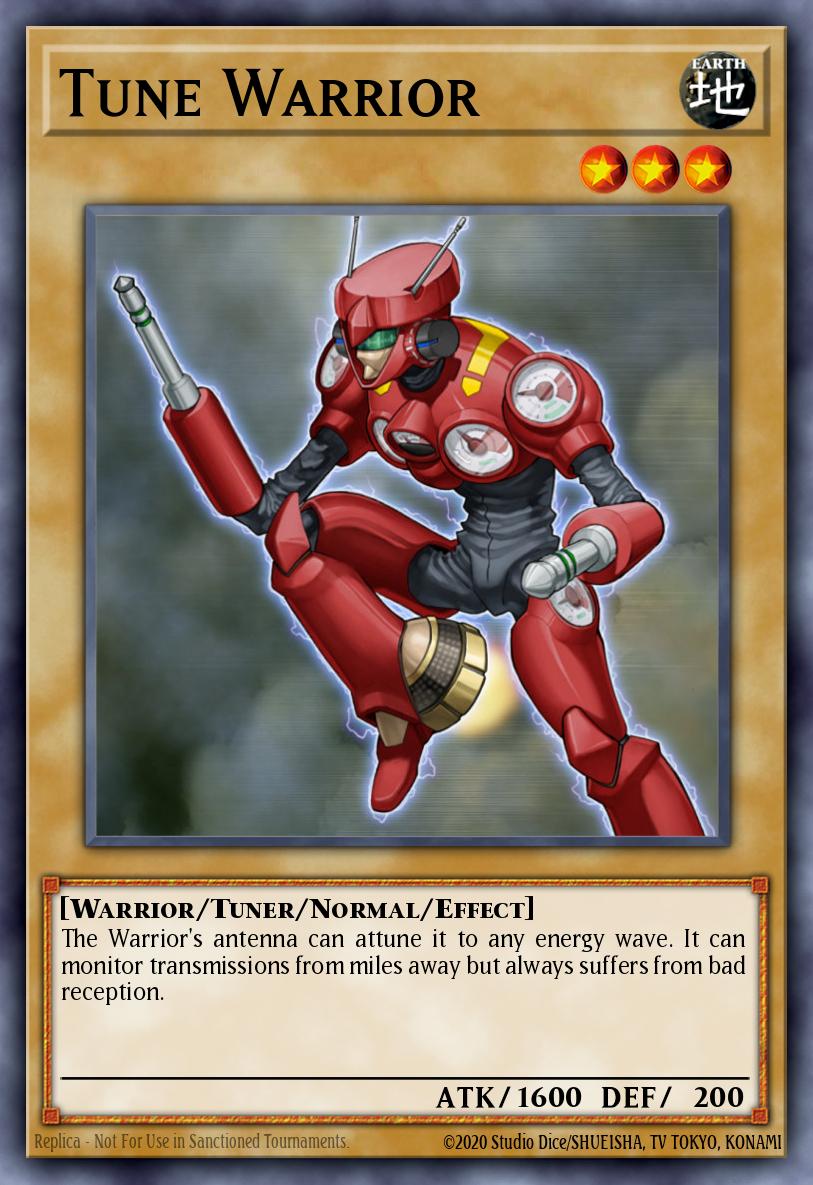 Tune Warrior
EARTH
地
[Warrior/Tuner/Normal/Effect]
The Warrior's antenna can attune it to any energy wave. It can
monitor transmissions from miles away but always suffers from bad
reception.
ATK/1600 DEF/ 200
Replica - Not For Use in Sanctioned Tournaments.
©2020 Studio Dice/SHUEISHA, TV TOKYO, KONAMI